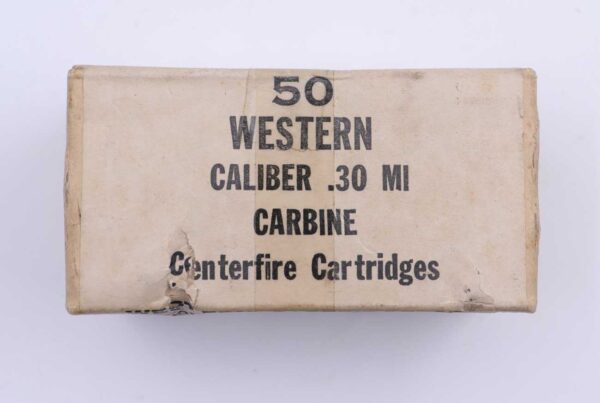 50
WESTERN
CALIBER .30 MI
CARBINE
Centerfire Cartridges